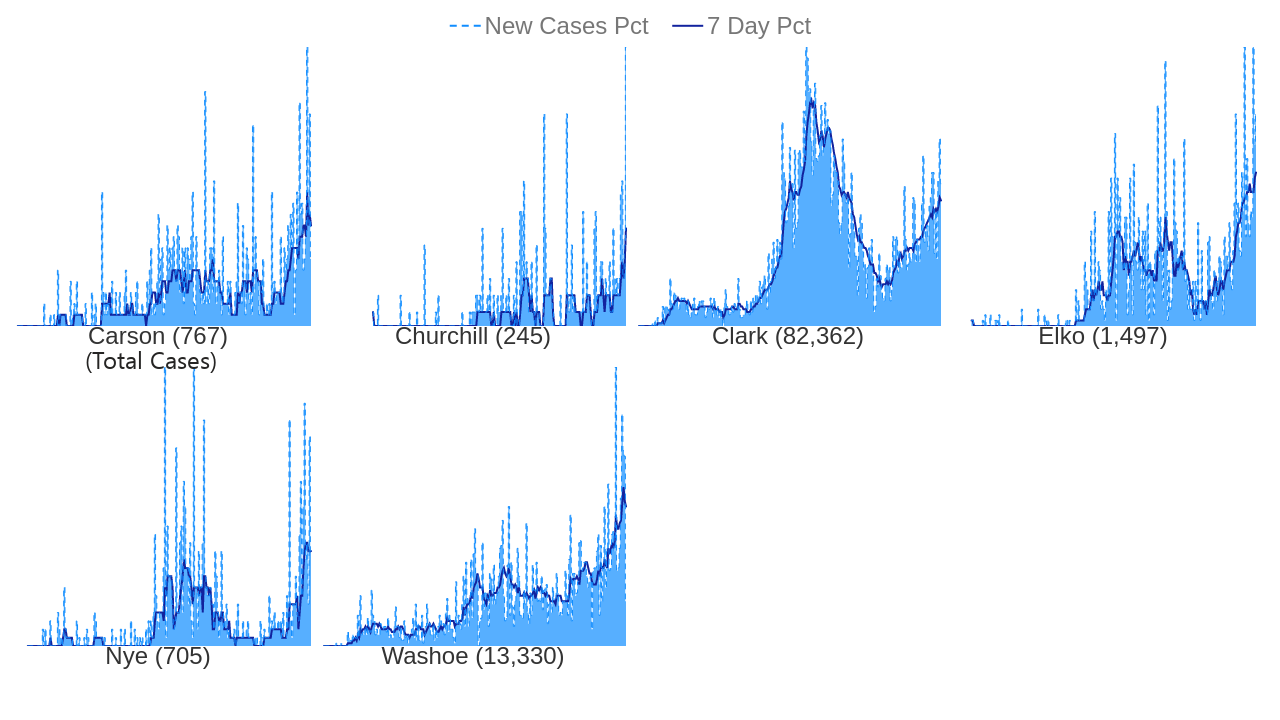 New Cases Pct 7 Day Pct
Carson (767)
(Total Cases)
Churchill (245)
Clark (82,362)
Elko (1,497)
Nye (705)
Washoe (13,330)